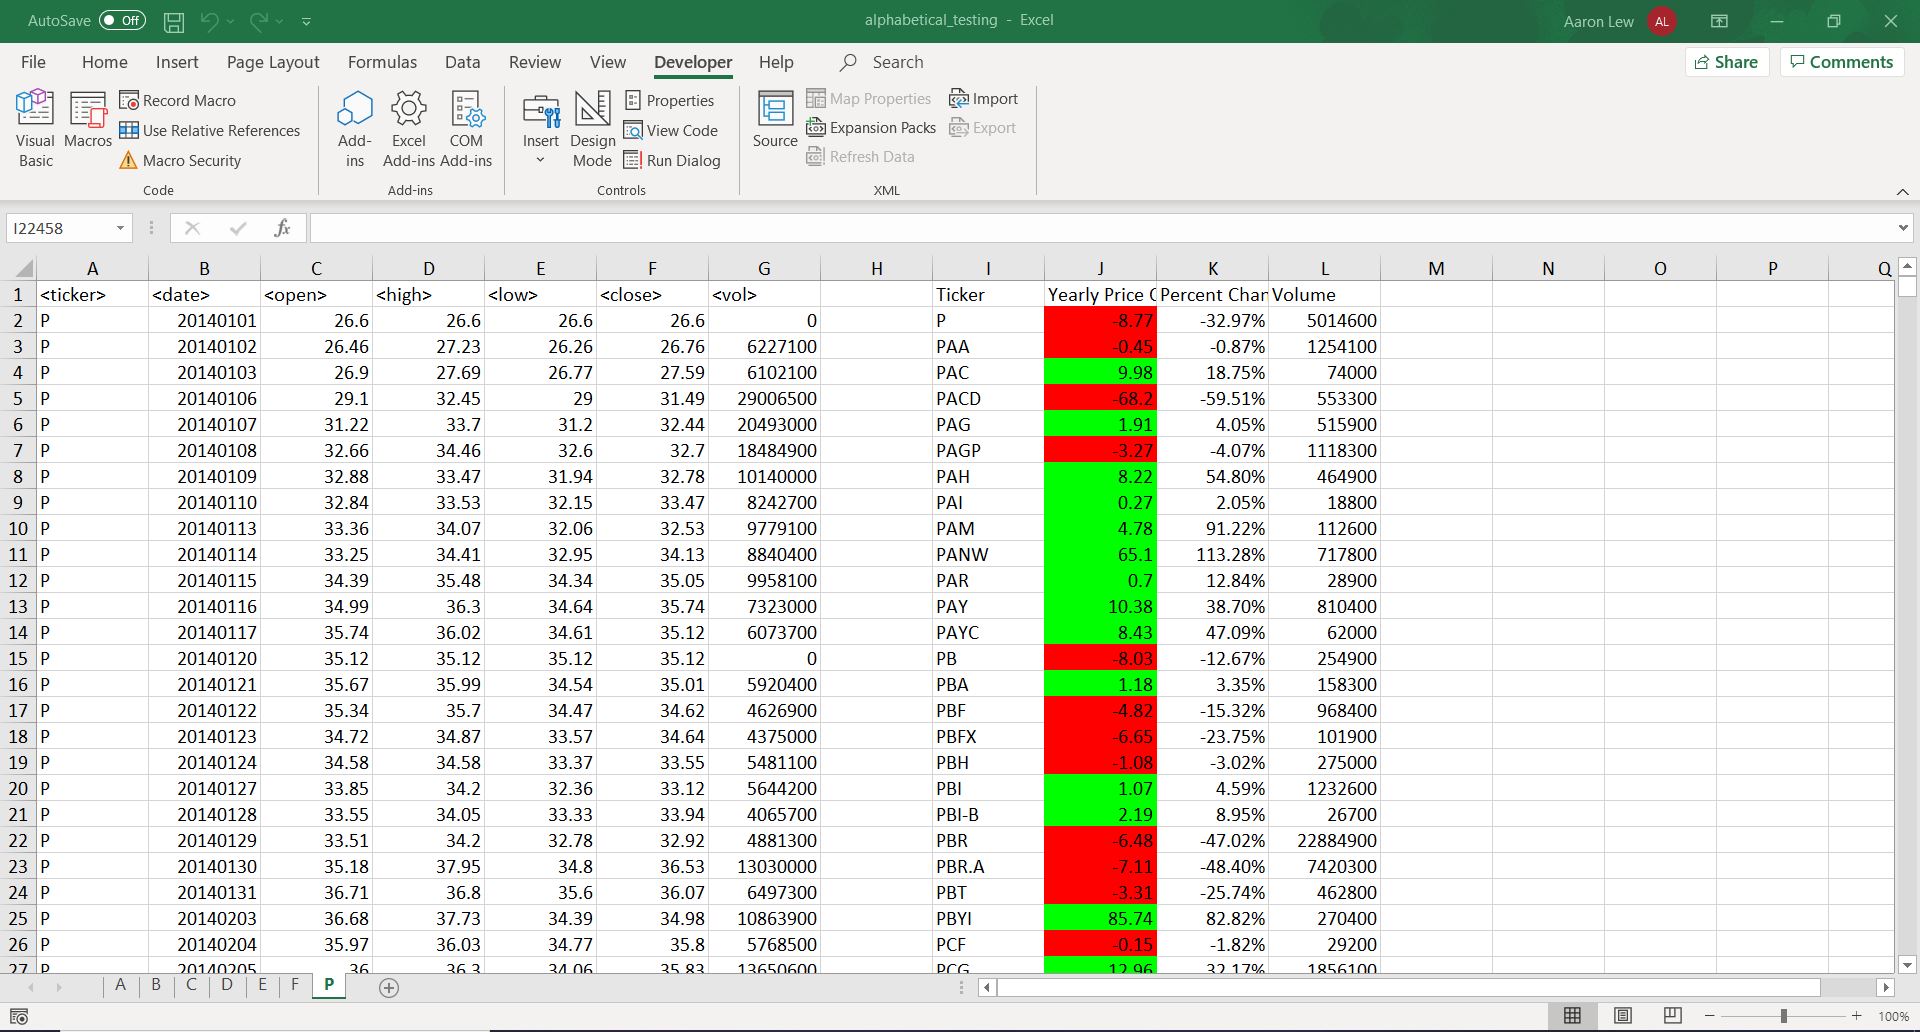 AutoSave Off alphabetical_testing - Excel Aaron Lew AL
File Home Insert Page Layout Formulas Data Review View Developer Help Search Share Comments
Visual Basic
Macros
Record Macro
Use Relative References
Macro Security
Code
Add-ins
Excel Add-ins
COM Add-ins
Add-ins
Insert
Design Mode
Properties
View Code
Run Dialog
Controls
Source
Map Properties
Expansion Packs
Refresh Data
Import
Export
XML
I22458 fx
A B C D E F G H I J K L M N O P Q
1 <ticker> <date> <open> <high> <low> <close> <vol> Ticker Yearly Price C Percent Chan Volume
2 P 20140101 26.6 26.6 26.6 26.6 0 P -8.77 -32.97% 5014600
3 P 20140102 26.46 27.23 26.26 26.76 6227100 PAA -0.45 -0.87% 1254100
4 P 20140103 26.9 27.69 26.77 27.59 6102100 PAC 9.98 18.75% 74000
5 P 20140106 29.1 32.45 29 31.49 29006500 PACD -68.2 -59.51% 553300
6 P 20140107 31.22 33.7 31.2 32.44 20493000 PAG 1.91 4.05% 515900
7 P 20140108 32.66 34.46 32.6 32.7 18484900 PAGP -3.27 -4.07% 1118300
8 P 20140109 32.88 33.47 31.94 32.78 10140000 PAH 8.22 54.80% 464900
9 P 20140110 32.84 33.53 32.15 33.47 8242700 PAI 0.27 2.05% 18800
10 P 20140113 33.36 34.07 32.06 32.53 9779100 PAM 4.78 91.22% 112600
11 P 20140114 33.25 34.41 32.95 34.13 8840400 PANW 65.1 113.28% 717800
12 P 20140115 34.39 35.48 34.34 35.05 9958100 PAR 0.7 12.84% 28900
13 P 20140116 34.99 36.3 34.64 35.74 7323000 PAY 10.38 38.70% 810400
14 P 20140117 35.74 36.02 34.61 35.12 6073700 PAYC 8.43 47.09% 62000
15 P 20140120 35.12 35.12 35.12 35.12 0 PB -8.03 -12.67% 254900
16 P 20140121 35.67 35.99 34.54 35.01 5920400 PBA 1.18 3.35% 158300
17 P 20140122 35.34 35.7 34.47 34.62 4626900 PBF -4.82 -15.32% 968400
18 P 20140123 34.72 34.87 33.57 34.64 4375000 PBFX -6.65 -23.75% 101900
19 P 20140124 34.58 34.58 33.37 33.55 5481100 PBH -1.08 -3.02% 275000
20 P 20140127 33.85 34.2 32.36 33.12 5644200 PBI 1.07 4.59% 1232600
21 P 20140128 33.55 34.05 33.33 33.94 4065700 PBI-B 2.19 8.95% 26700
22 P 20140129 33.51 34.2 32.78 32.92 4881300 PBR -6.48 -47.02% 22884900
23 P 20140130 35.18 37.95 34.8 36.53 13030000 PBR.A -7.11 -48.40% 7420300
24 P 20140131 36.71 36.8 35.6 36.07 6497300 PBT -3.31 -25.74% 462800
25 P 20140203 36.68 37.73 34.39 34.98 10863900 PBYI 85.74 82.82% 270400
26 P 20140204 35.97 36.03 34.77 35.8 5768500 PCF -0.15 -1.82% 29200
27 P 20140205 36 36.3 34.06 35.83 13650600 PCG 12.96 32.17% 1856100
A B C D E F P
100%